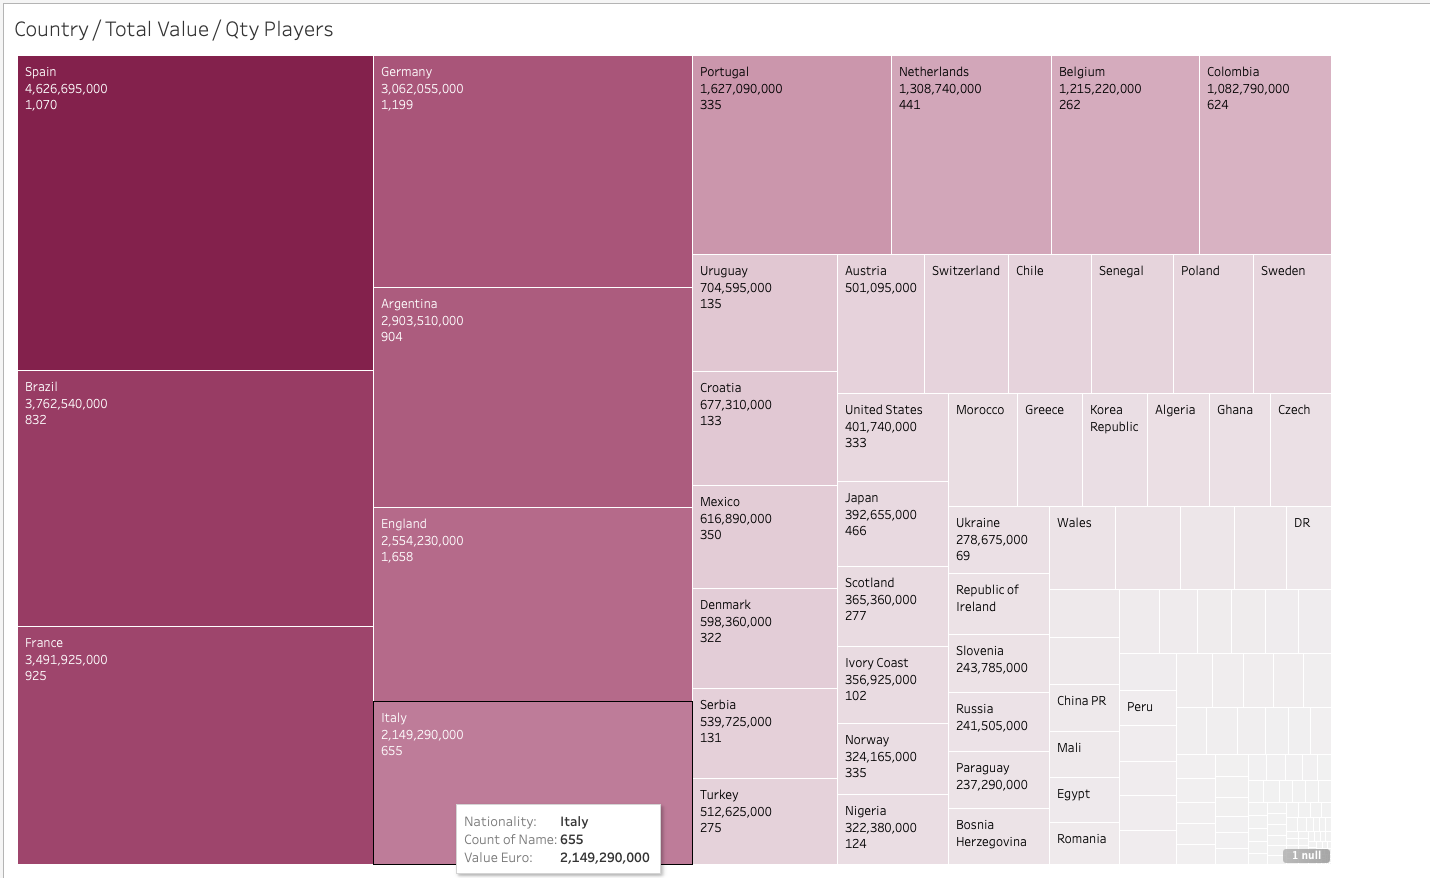 Country / Total Value / Qty Players
Spain
4,626,695,000
1,070
Brazil
3,762,540,000
832
France
3,491,925,000
925
Germany
3,062,055,000
1,199
Argentina
2,903,510,000
904
England
2,554,230,000
1,658
Italy
2,149,290,000
655
Nationality: Italy
Count of Name: 655
Value Euro: 2,149,290,000
Portugal
1,627,090,000
335
Netherlands
1,308,740,000
441
Belgium
1,215,220,000
262
Colombia
1,082,790,000
624
Uruguay
704,595,000
135
Croatia
677,310,000
133
Mexico
616,890,000
350
Denmark
598,360,000
322
Serbia
539,725,000
131
Turkey
512,625,000
275
Austria
501,095,000
Switzerland
Chile
Senegal
Poland
Sweden
United States
401,740,000
333
Japan
392,655,000
466
Scotland
365,360,000
277
Ivory Coast
356,925,000
102
Norway
324,165,000
335
Nigeria
322,380,000
124
Morocco
Greece
Korea
Republic
Algeria
Ghana
Czech
Ukraine
278,675,000
69
Republic of
Ireland
Slovenia
243,785,000
Russia
241,505,000
Paraguay
237,290,000
Bosnia
Herzegovina
Wales
DR
China PR
Peru
Mali
Egypt
Romania
1 null